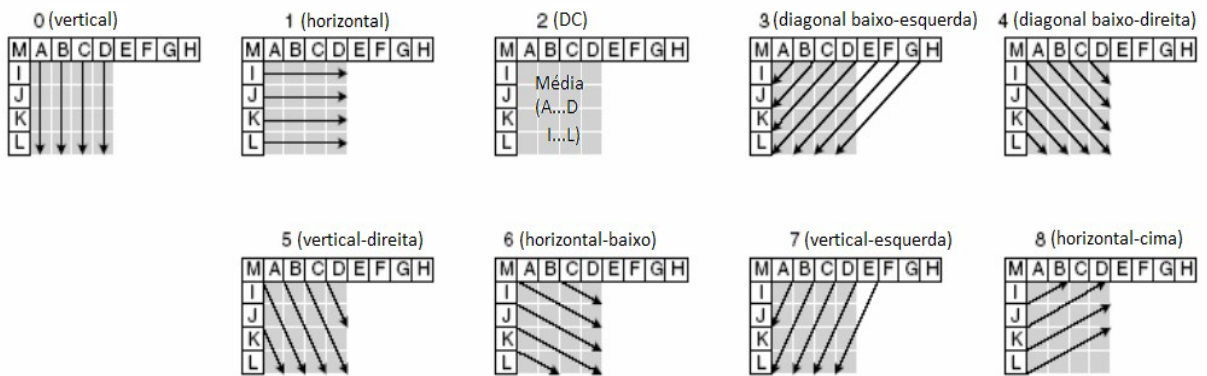 0 (vertical)
M A B C D E F G H
I
J
K
L
1 (horizontal)
M A B C D E F G H
I
J
K
L
2 (DC)
M A B C D E F G H
I
J
K
L
Média
(A...D
I...L)
3 (diagonal baixo-esquerda)
M A B C D E F G H
I
J
K
L
4 (diagonal baixo-direita)
M A B C D E F G H
I
J
K
L
5 (vertical-direita)
M A B C D E F G H
I
J
K
L
6 (horizontal-baixo)
M A B C D E F G H
I
J
K
L
7 (vertical-esquerda)
M A B C D E F G H
I
J
K
L
8 (horizontal-cima)
M A B C D E F G H
I
J
K
L